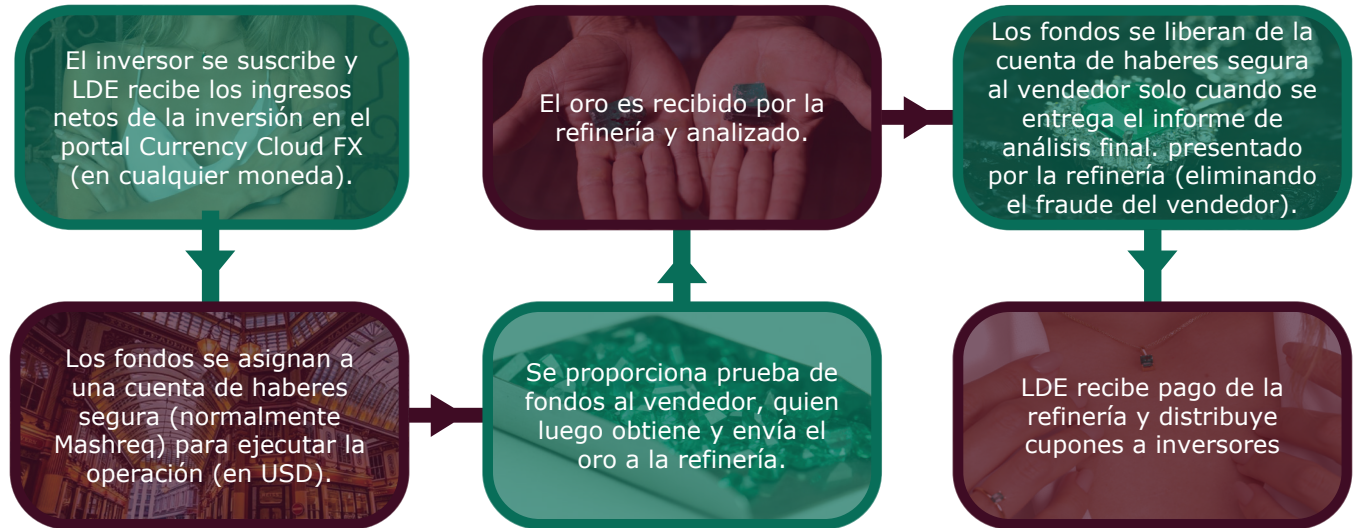 El inversor se suscribe y
LDE recibe los ingresos
netos de la inversión en el
portal Currency Cloud FX
(en cualquier moneda).
Los fondos se asignan a
una cuenta de haberes
segura (normalmente
Mashreq) para ejecutar la
operación (en USD).
Se proporciona prueba de
fondos al vendedor, quien
luego obtiene y envía el
oro a la refinería.
El oro es recibido por la
refinería y analizado.
Los fondos se liberan de la
cuenta de haberes segura
al vendedor solo cuando se
entrega el informe de
análisis final. presentado
por la refinería (eliminando
el fraude del vendedor).
LDE recibe pago de la
refinería y distribuye
cupones a inversores